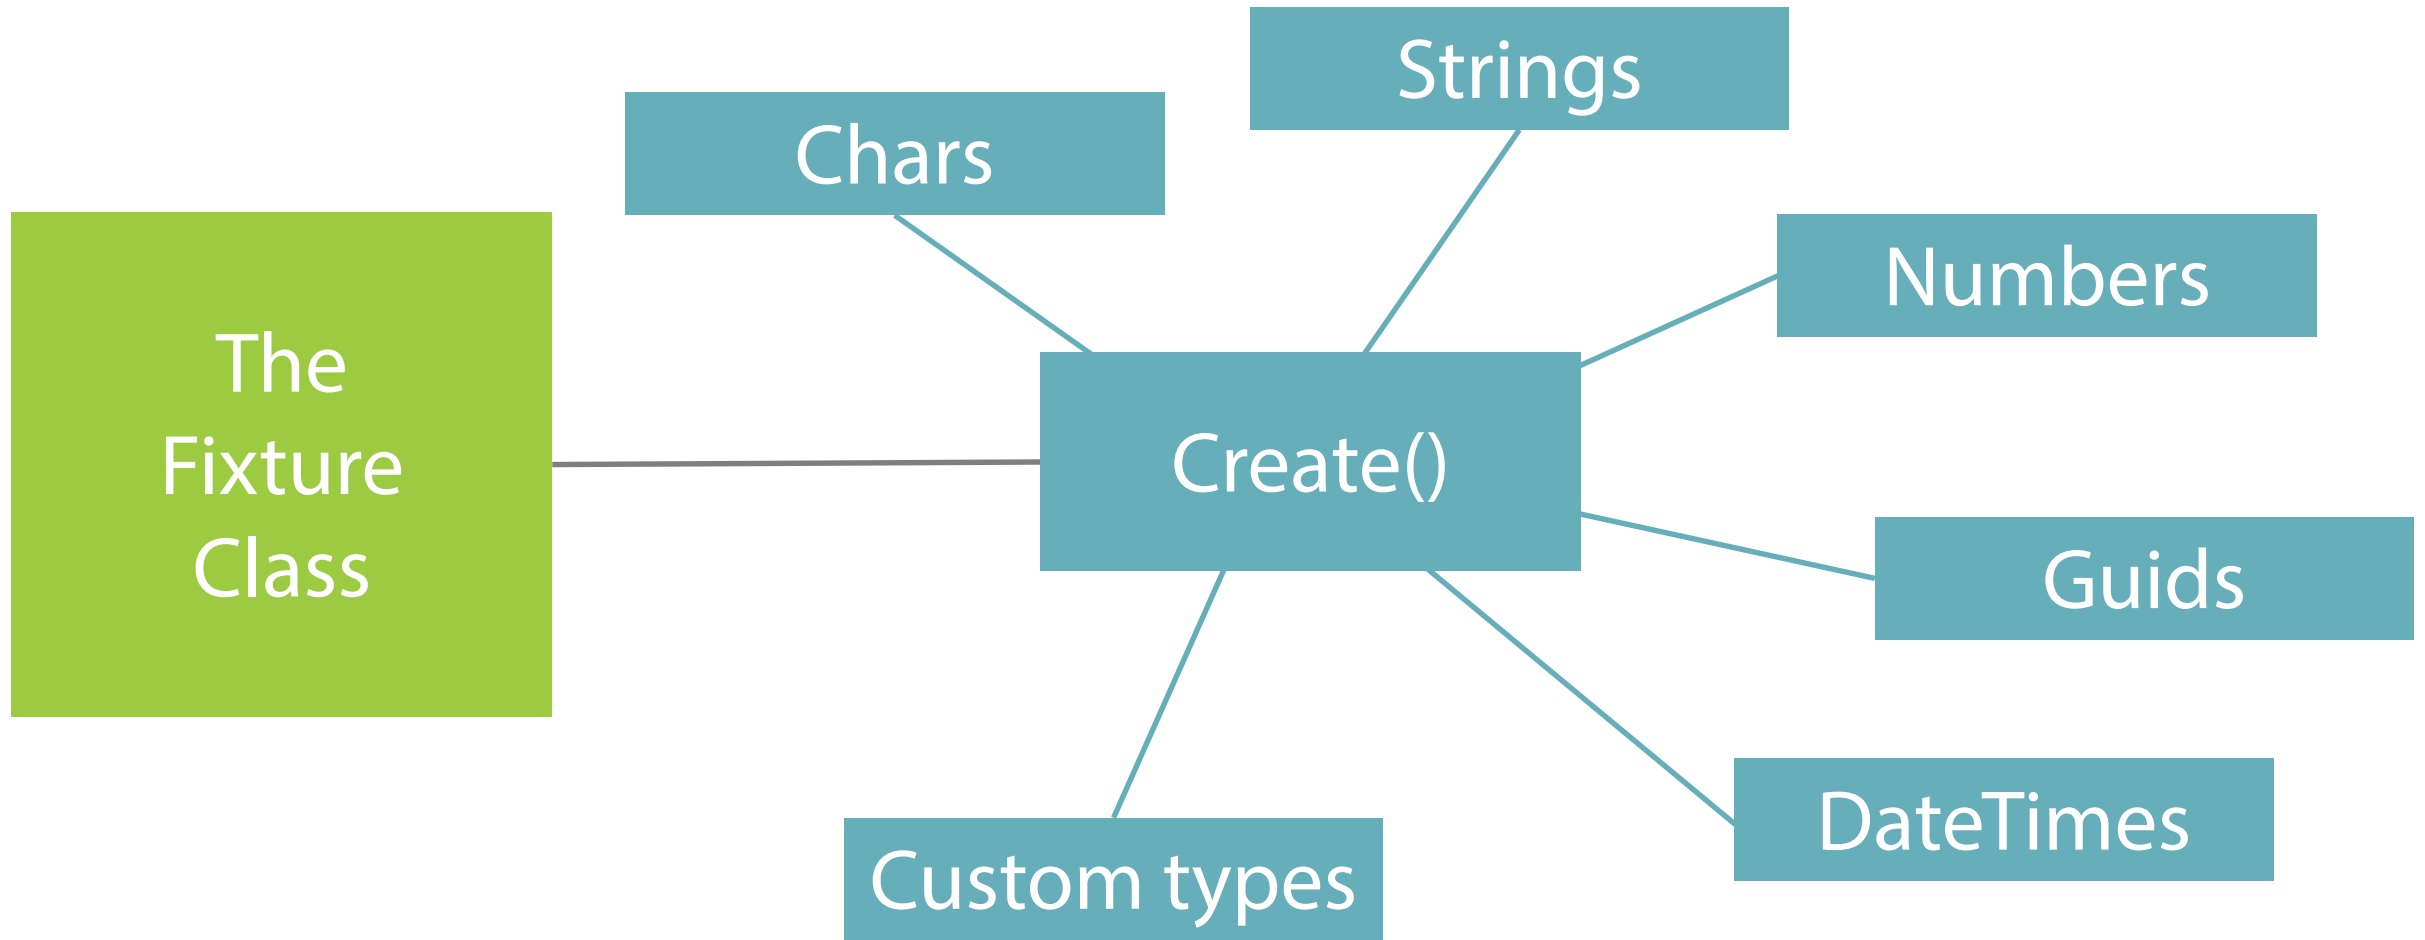 Strings
Chars
Numbers
The
Fixture
Class
Create()
Guids
DateTimes
Custom types